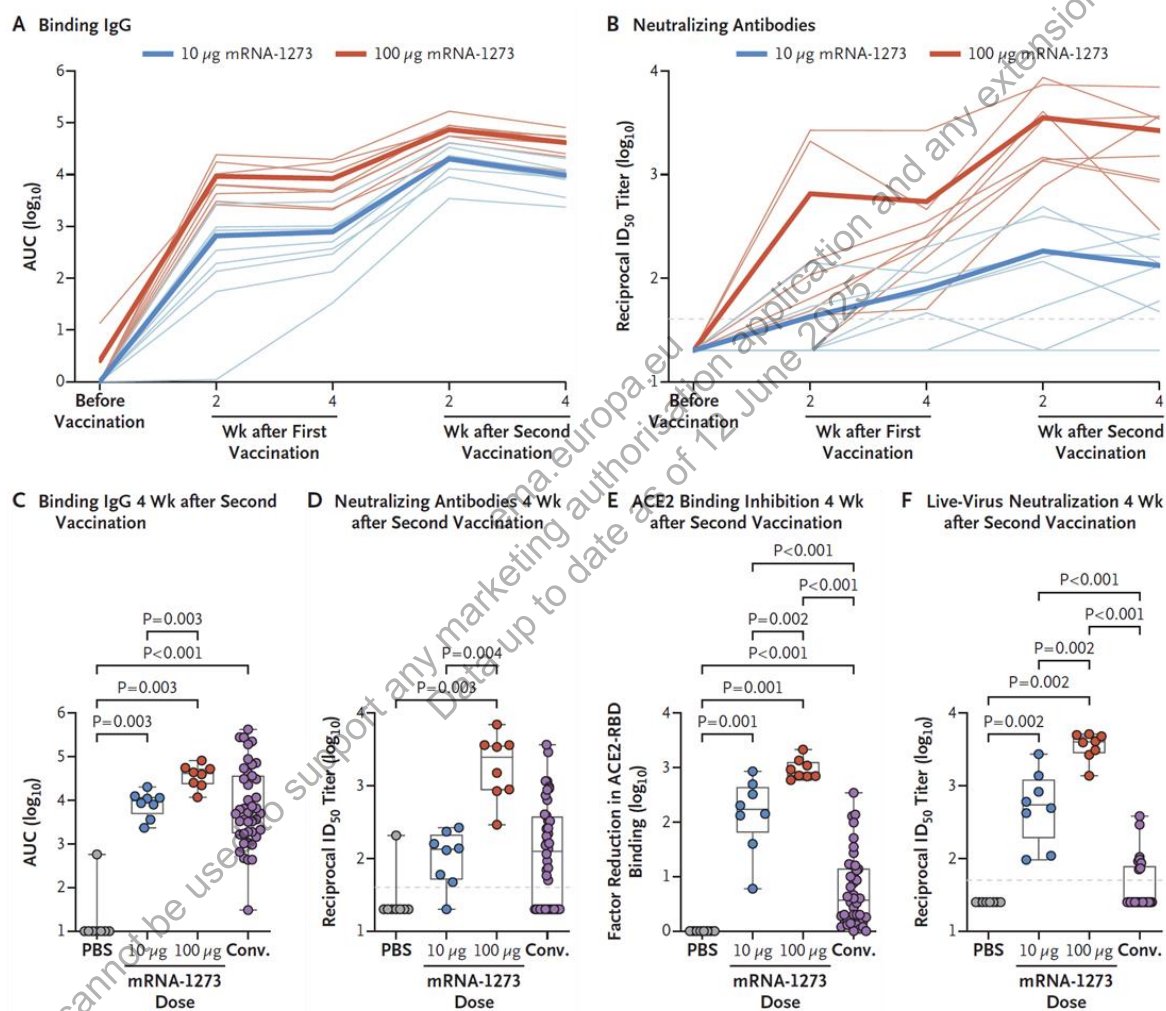 A Binding IgG
10 μg mRNA-1273 100 μg mRNA-1273
6
5
4
3
2
1
0
AUC (log10)
Before
Vaccination
2 4 2 4
Wk after First
Vaccination
Wk after Second
Vaccination
B Neutralizing Antibodies
10 μg mRNA-1273 100 μg mRNA-1273
4
3
2
1
Reciprocal ID50 Titer (log10)
Before
Vaccination
2 4 2 4
Wk after First
Vaccination
Wk after Second
Vaccination
C Binding IgG 4 Wk after Second
Vaccination
P=0.003
P<0.001
P=0.003
P=0.003
6
5
4
3
2
1
AUC (log10)
PBS 10 μg 100 μg Conv.
mRNA-1273
Dose
D Neutralizing Antibodies 4 Wk
after Second Vaccination
P=0.004
P=0.003
4
3
2
1
Reciprocal ID50 Titer (log10)
PBS 10 μg 100 μg Conv.
mRNA-1273
Dose
E ACE2 Binding Inhibition 4 Wk
after Second Vaccination
P<0.001
P<0.001
P=0.002
P<0.001
P=0.001
P=0.001
4
3
2
1
0
Factor Reduction in ACE2-RBD
Binding (log10)
PBS 10 μg 100 μg Conv.
mRNA-1273
Dose
F Live-Virus Neutralization 4 Wk
after Second Vaccination
P<0.001
P<0.001
P=0.002
P=0.002
P=0.002
4
3
2
1
Reciprocal ID50 Titer (log10)
PBS 10 μg 100 μg Conv.
mRNA-1273
Dose
ema.europa.eu
cannot be used to support any marketing authorisation application and any extension
Data up to date as of 12 June 2025